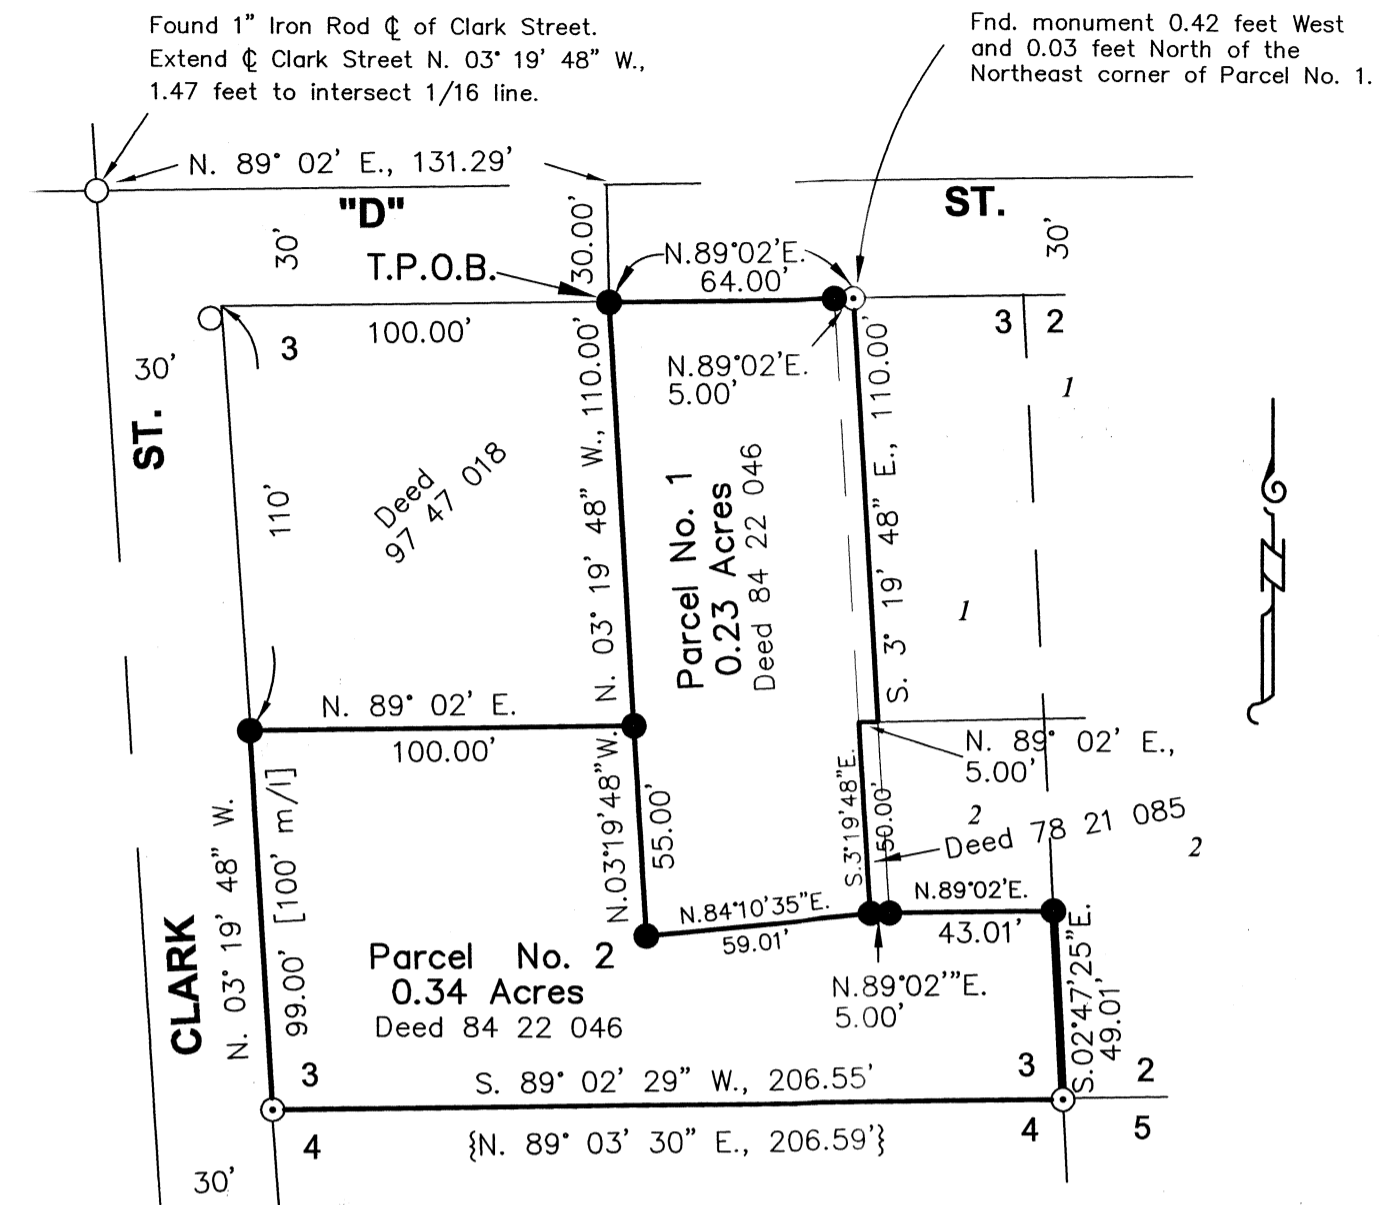 Found 1" Iron Rod ℄ of Clark Street.
Extend ℄ Clark Street N. 03° 19' 48" W.,
1.47 feet to intersect 1/16 line.
Fnd. monument 0.42 feet West
and 0.03 feet North of the
Northeast corner of Parcel No. 1.
N. 89° 02' E., 131.29'
"D"
ST.
30'
30.00'
30'
T.P.O.B.
N.89°02'E.
64.00'
100.00'
3
3
2
30'
N.89°02'E.
5.00'
1
ST.
110'
Deed
97 47 018
N. 03° 19' 48" W., 110.00'
Parcel No. 1
0.23 Acres
Deed 84 22 046
S. 3° 19' 48" E., 110.00'
1
N. 89° 02' E.
100.00'
N. 89° 02' E.,
5.00'
N.03°19'48"W.
55.00'
S.3°19'48"E.
50.00'
2
Deed 78 21 085
2
N. 03° 19' 48" W.
99.00' [100' m/l]
CLARK
N.84°10'35"E.
59.01'
N.89°02'E.
43.01'
Parcel No. 2
0.34 Acres
Deed 84 22 046
N.89°02'"E.
5.00'
S.02°47'25"E.
49.01'
3
S. 89° 02' 29" W., 206.55'
3
2
4
{N. 89° 03' 30" E., 206.59'}
4
5
30'
N